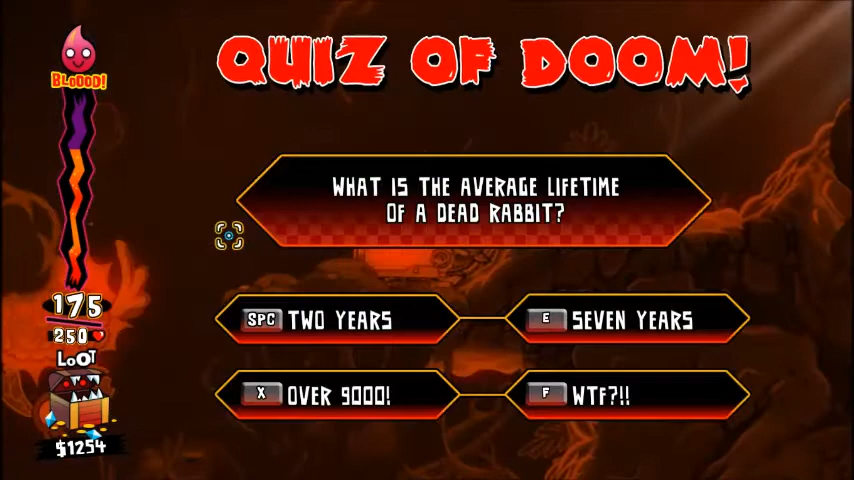 QUIZ OF DOOM!
BLOOOD!
WHAT IS THE AVERAGE LIFETIME
OF A DEAD RABBIT?
SPC TWO YEARS
E SEVEN YEARS
175
250
LOOT
X OVER 9000!
F WTF?!!
$1254